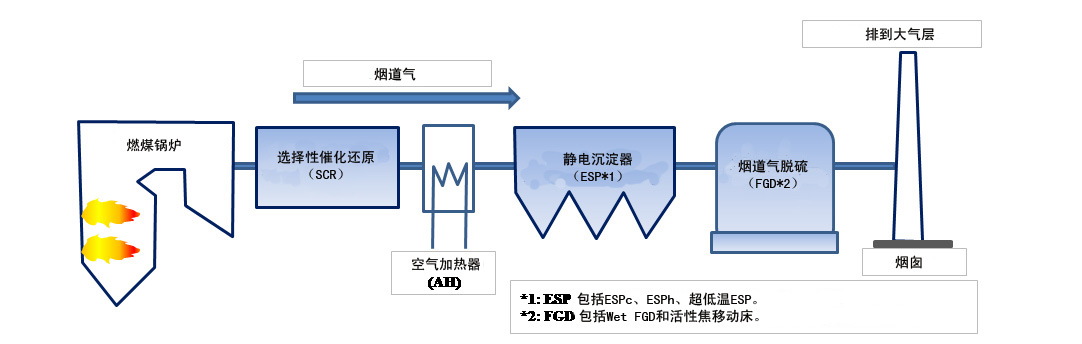 排到大气层
烟道气
燃煤锅炉
选择性催化还原
（SCR）
静电沉淀器
（ESP*1）
烟道气脱硫
（FGD*2）
空气加热器
(AH)
烟囱
*1: ESP 包括ESPc、ESPh、超低温ESP。
*2: FGD 包括Wet FGD和活性焦移动床。